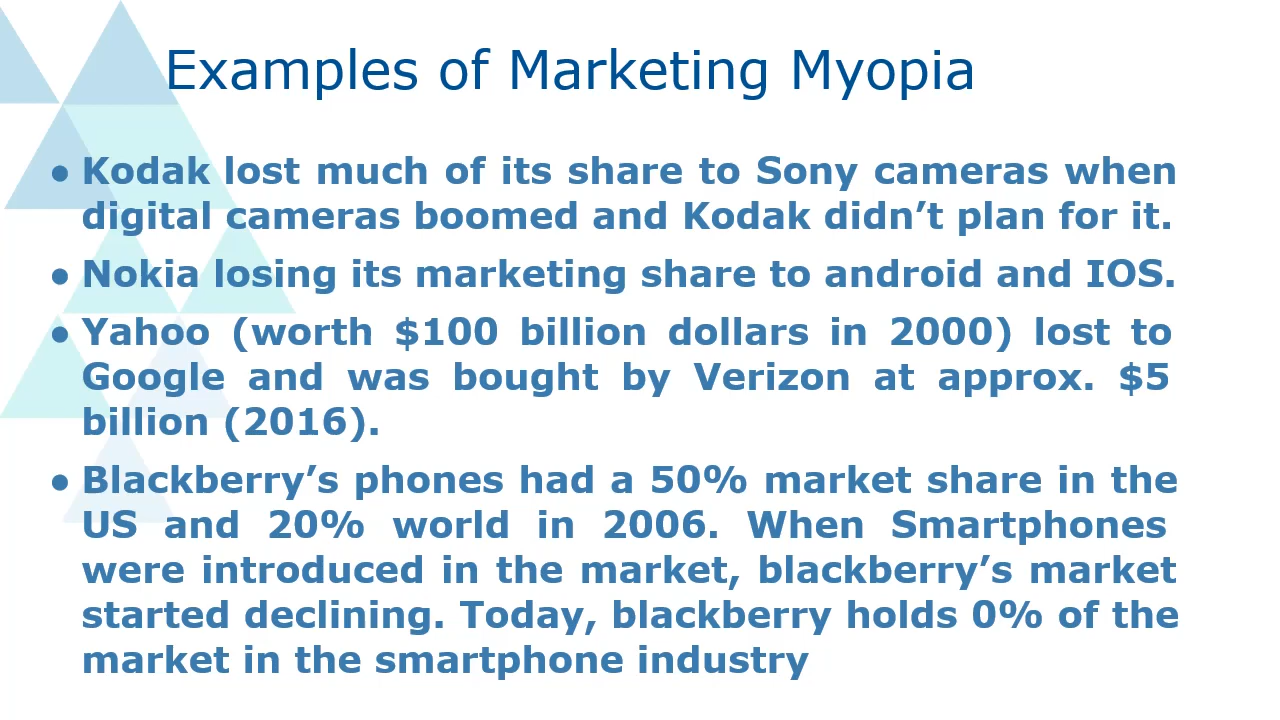 Examples of Marketing Myopia
● Kodak lost much of its share to Sony cameras when
digital cameras boomed and Kodak didn’t plan for it.
● Nokia losing its marketing share to android and IOS.
● Yahoo (worth $100 billion dollars in 2000) lost to
Google and was bought by Verizon at approx. $5
billion (2016).
● Blackberry’s phones had a 50% market share in the
US and 20% world in 2006. When Smartphones
were introduced in the market, blackberry’s market
started declining. Today, blackberry holds 0% of the
market in the smartphone industry